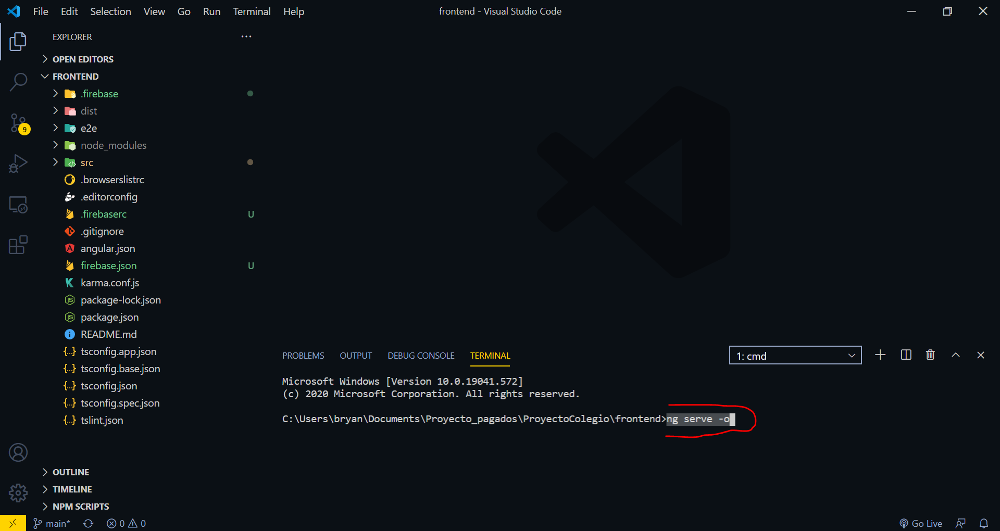 File Edit Selection View Go Run Terminal Help
frontend - Visual Studio Code
EXPLORER
OPEN EDITORS
FRONTEND
.firebase
dist
e2e
node_modules
src
.browserslistrc
.editorconfig
.firebaserc U
.gitignore
angular.json
firebase.json U
karma.conf.js
package-lock.json
package.json
README.md
tsconfig.app.json
tsconfig.base.json
tsconfig.json
tsconfig.spec.json
tslint.json
OUTLINE
TIMELINE
NPM SCRIPTS
9
PROBLEMS OUTPUT DEBUG CONSOLE TERMINAL
1: cmd
Microsoft Windows [Version 10.0.19041.572]
(c) 2020 Microsoft Corporation. All rights reserved.
C:\Users\bryan\Documents\Proyecto_pagados\ProyectoColegio\frontend>ng serve -o
main* 0 0
Go Live